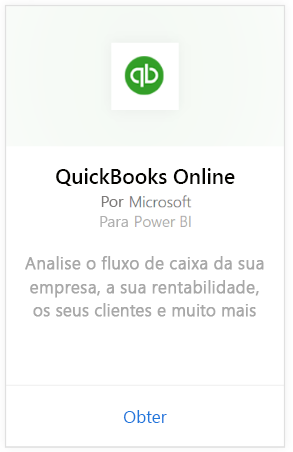 qb
QuickBooks Online
Por Microsoft
Para Power BI
Analise o fluxo de caixa da sua
empresa, a sua rentabilidade,
os seus clientes e muito mais
Obter